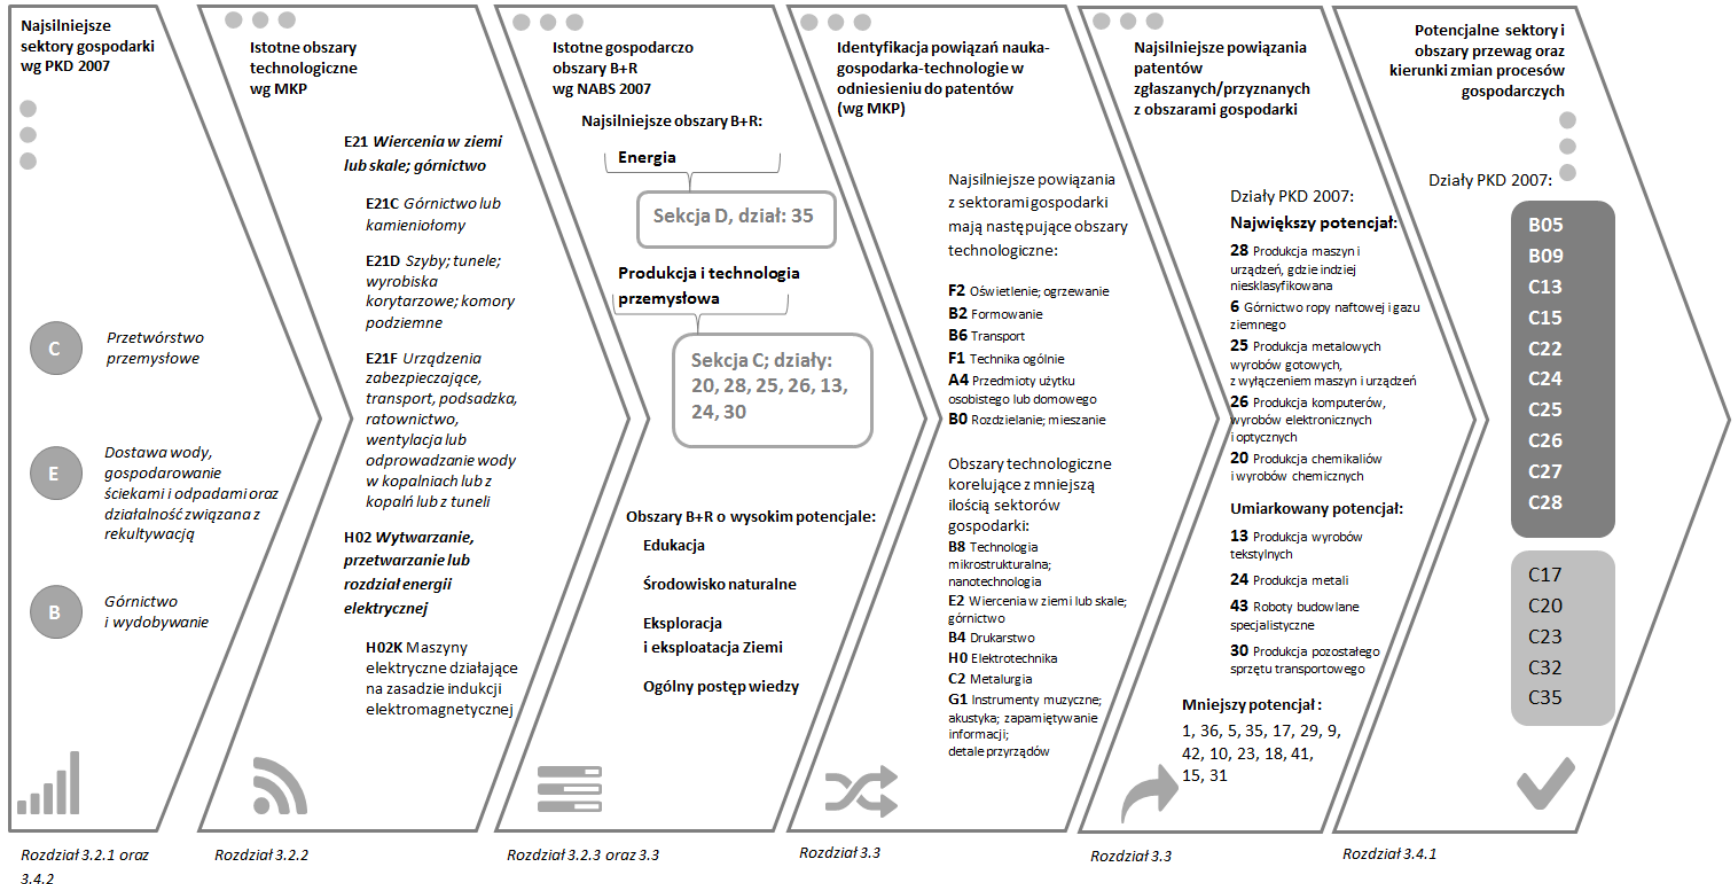 Najsilniejsze
sektory gospodarki
wg PKD 2007
C
Przetwórstwo
przemysłowe
E
Dostawa wody,
gospodarowanie
ściekami i odpadami oraz
działalność związana z
rekultywacją
B
Górnictwo
i wydobywanie
Rozdział 3.2.1 oraz
3.4.2
Istotne obszary
technologiczne
wg MKP
E21 Wiercenia w ziemi
lub skale; górnictwo
E21C Górnictwo lub
kamieniołomy
E21D Szyby; tunele;
wyrobiska
korytarzowe; komory
podziemne
E21F Urządzenia
zabezpieczające,
transport, podsadzka,
ratownictwo,
wentylacja lub
odprowadzanie wody
w kopalniach lub z
kopalń lub z tuneli
H02 Wytwarzanie,
przetwarzanie lub
rozdział energii
elektrycznej
H02K Maszyny
elektryczne działające
na zasadzie indukcji
elektromagnetycznej
Rozdział 3.2.2
Istotne gospodarczo
obszary B+R
wg NABS 2007
Najsilniejsze obszary B+R:
Energia
Sekcja D, dział: 35
Produkcja i technologia
przemysłowa
Sekcja C; działy:
20, 28, 25, 26, 13,
24, 30
Obszary B+R o wysokim potencjale:
Edukacja
Środowisko naturalne
Eksploracja
i eksploatacja Ziemi
Ogólny postęp wiedzy
Rozdział 3.2.3 oraz 3.3
Identyfikacja powiązań nauka-
gospodarka-technologie w
odniesieniu do patentów
(wg MKP)
Najsilniejsze powiązania
z sektorami gospodarki
mają następujące obszary
technologiczne:
F2 Oświetlenie; ogrzewanie
B2 Formowanie
B6 Transport
F1 Technika ogólnie
A4 Przedmioty użytku
osobistego lub domowego
B0 Rozdzielanie; mieszanie
Obszary technologiczne
korelujące z mniejszą
ilością sektorów
gospodarki:
B8 Technologia
mikrostrukturalna;
nanotechnologia
E2 Wiercenia w ziemi lub skale;
górnictwo
B4 Drukarstwo
H0 Elektrotechnika
C2 Metalurgia
G1 Instrumenty muzyczne;
akustyka; zapamiętywanie
informacji;
detale przyrządów
Rozdział 3.3
Najsilniejsze powiązania
patentów
zgłaszanych/przyznanych
z obszarami gospodarki
Działy PKD 2007:
Największy potencjał:
28 Produkcja maszyn i
urządzeń, gdzie indziej
niesklasyfikowana
6 Górnictwo ropy naftowej i gazu
ziemnego
25 Produkcja metalowych
wyrobów gotowych,
z wyłączeniem maszyn i urządzeń
26 Produkcja komputerów,
wyrobów elektronicznych
i optycznych
20 Produkcja chemikaliów
i wyrobów chemicznych
Umiarkowany potencjał:
13 Produkcja wyrobów
tekstylnych
24 Produkcja metali
43 Roboty budowlane
specjalistyczne
30 Produkcja pozostałego
sprzętu transportowego
Mniejszy potencjał :
1, 36, 5, 35, 17, 29, 9,
42, 10, 23, 18, 41,
15, 31
Rozdział 3.3
Potencjalne sektory i
obszary przewag oraz
kierunki zmian procesów
gospodarczych
Działy PKD 2007:
B05
B09
C13
C15
C22
C24
C25
C26
C27
C28
C17
C20
C23
C32
C35
Rozdział 3.4.1